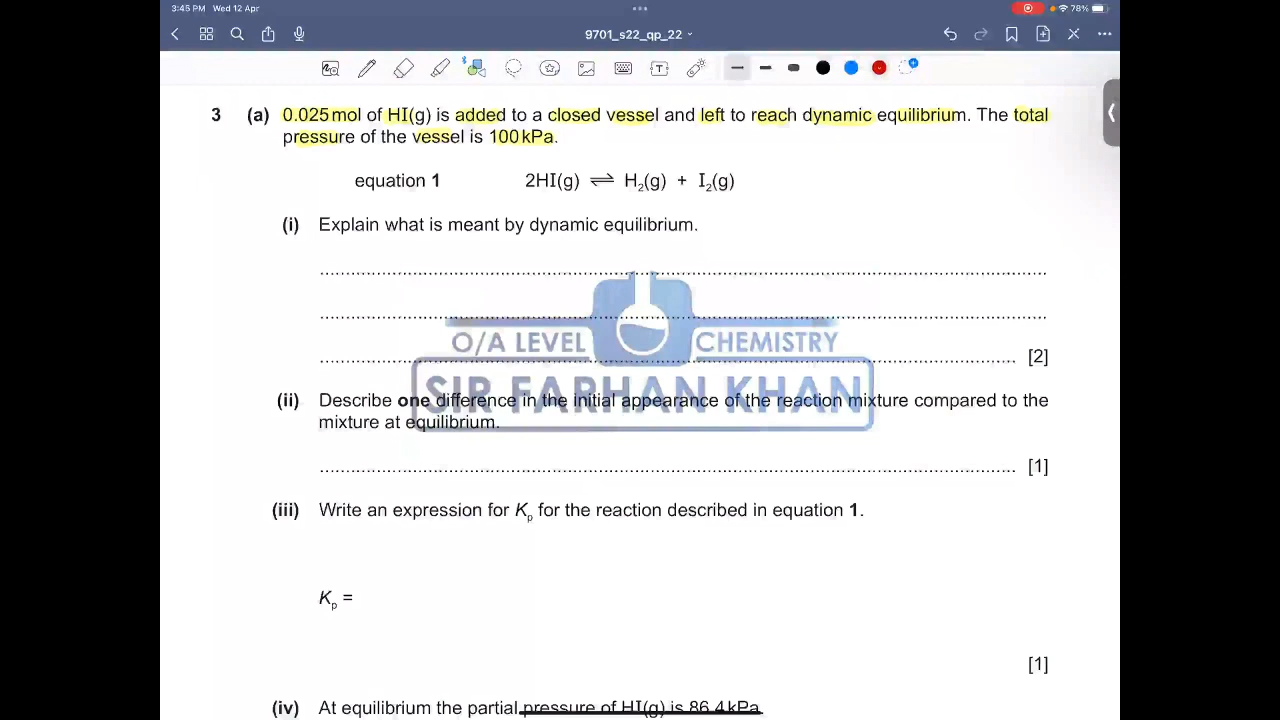 3:45 PM Wed 12 Apr
78%
9701_s22_qp_22
3 (a) 0.025 mol of HI(g) is added to a closed vessel and left to reach dynamic equilibrium. The total
pressure of the vessel is 100 kPa.
equation 1 2HI(g) ⇌ H₂(g) + I₂(g)
(i) Explain what is meant by dynamic equilibrium.
O/A LEVEL CHEMISTRY
[2]
SIR FARHAN KHAN
(ii) Describe one difference in the initial appearance of the reaction mixture compared to the
mixture at equilibrium.
[1]
(iii) Write an expression for Kₚ for the reaction described in equation 1.
Kₚ =
[1]
(iv) At equilibrium the partial pressure of HI(g) is 86.4 kPa